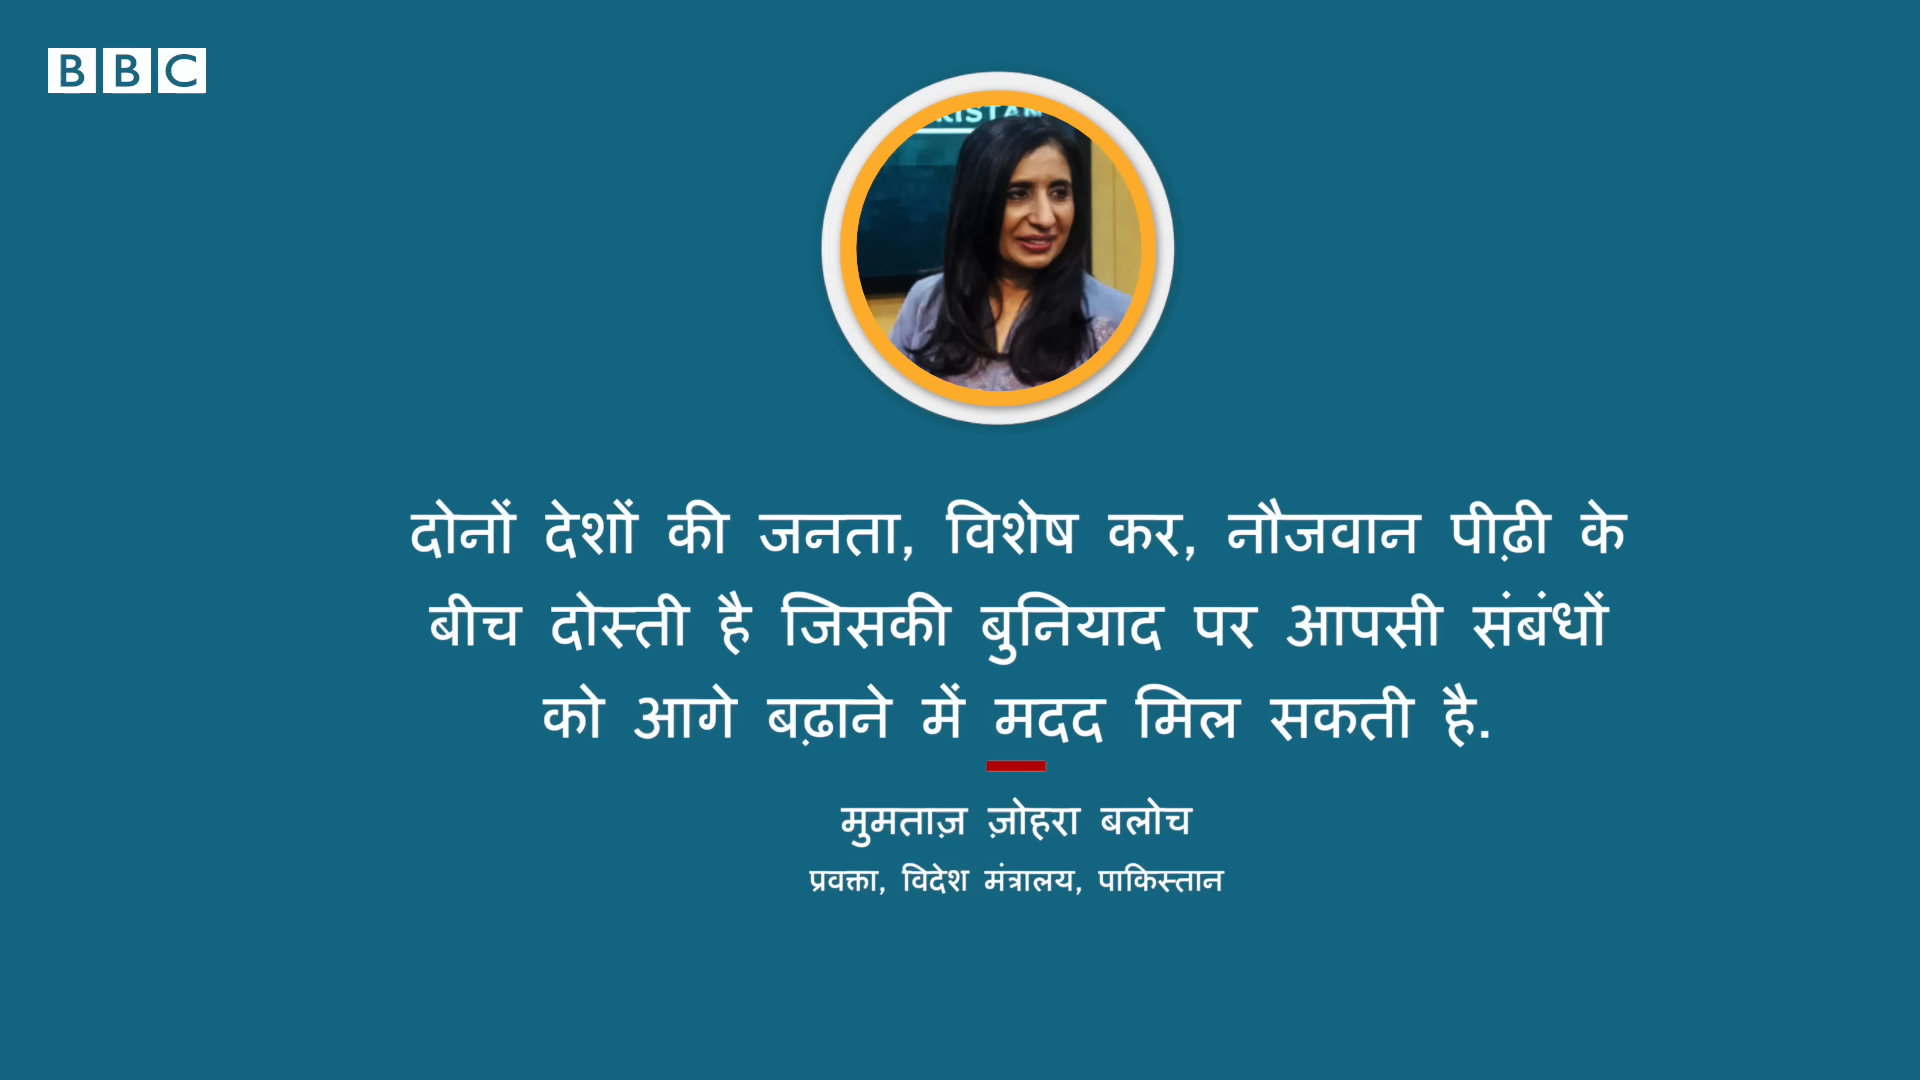 BBC
दोनों देशों की जनता, विशेष कर, नौजवान पीढ़ी के
बीच दोस्ती है जिसकी बुनियाद पर आपसी संबंधों
को आगे बढ़ाने में मदद मिल सकती है.
मुमताज़ ज़ोहरा बलोच
प्रवक्ता, विदेश मंत्रालय, पाकिस्तान